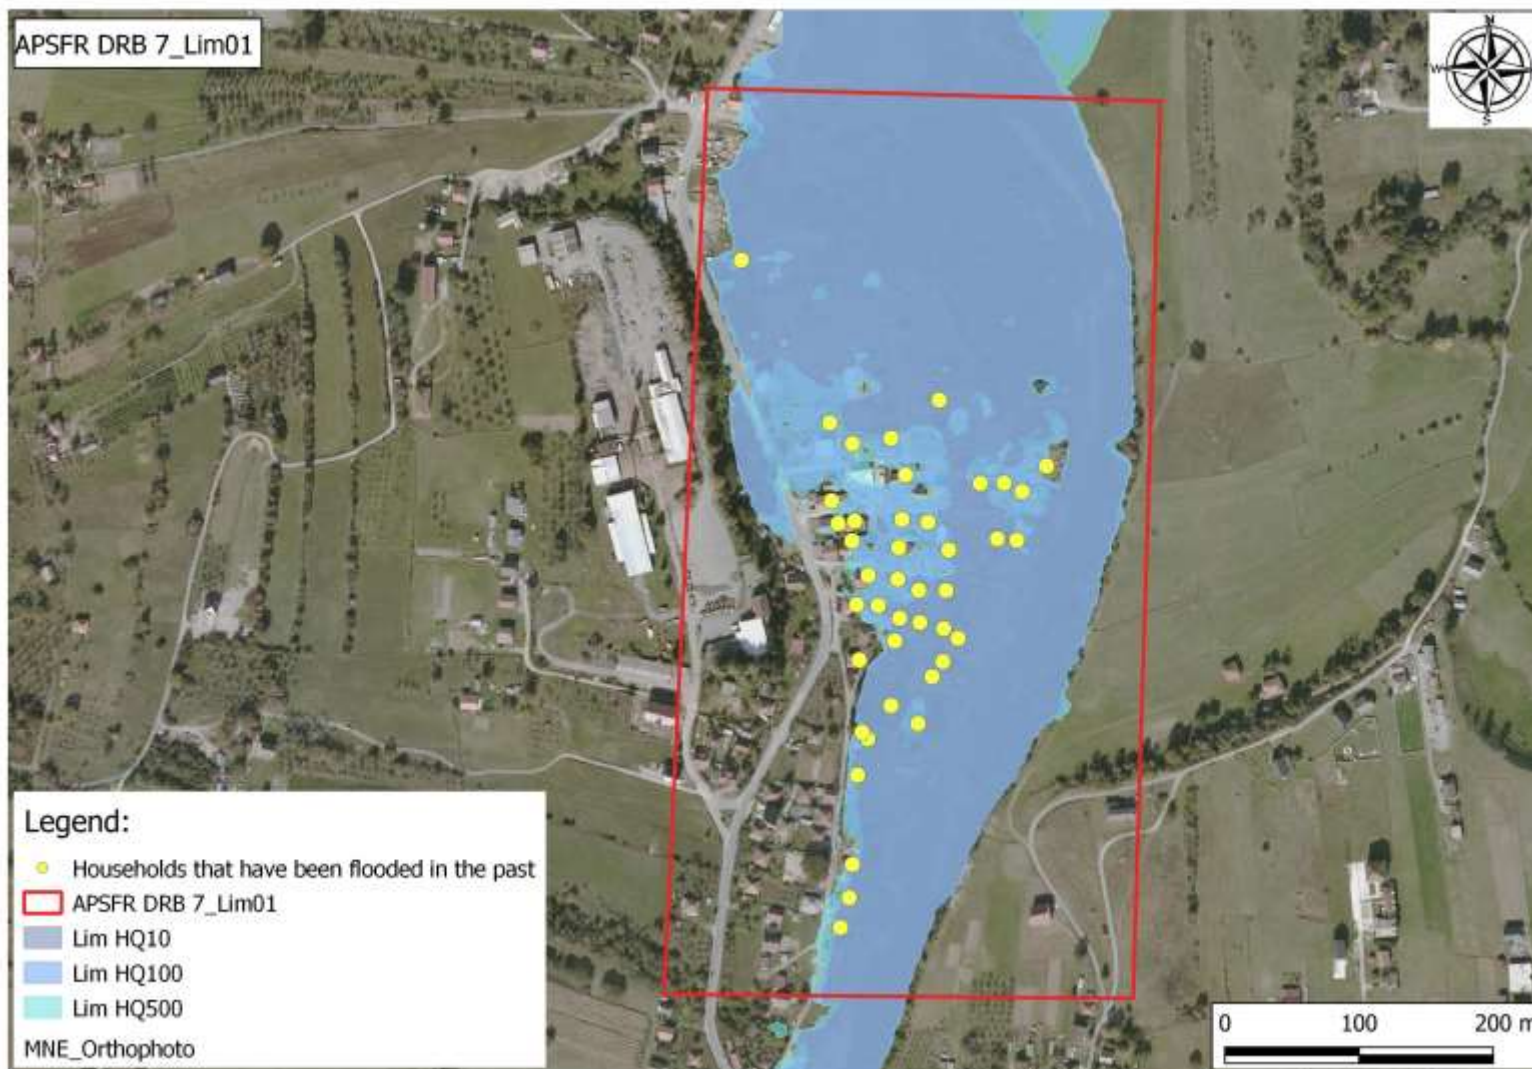 APSFR DRB 7_Lim01
N
W
S
Legend:
Households that have been flooded in the past
APSFR DRB 7_Lim01
Lim HQ10
Lim HQ100
Lim HQ500
MNE_Orthophoto
0 100 200 m